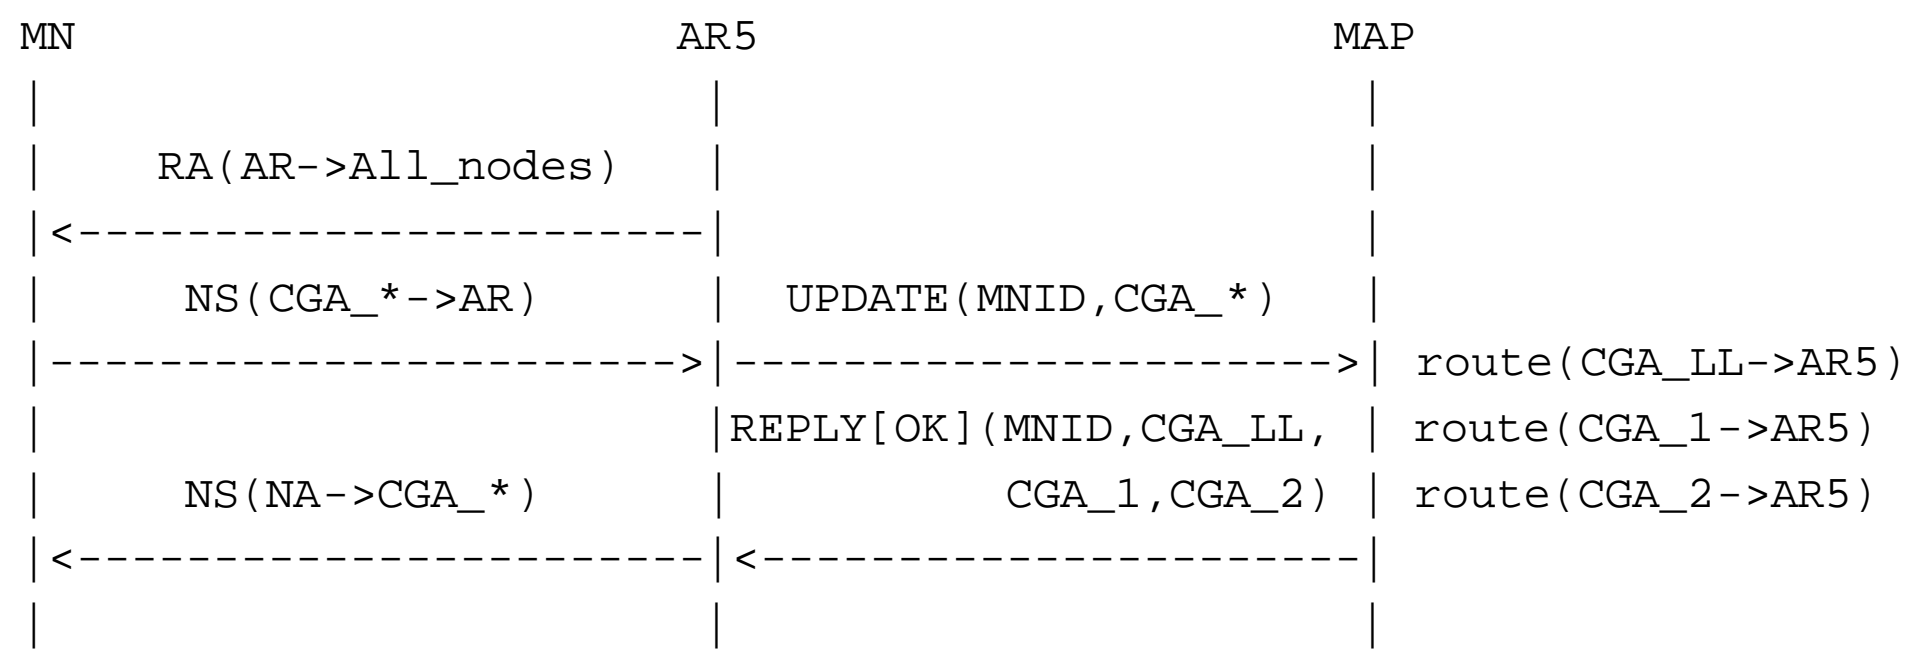 MN                      AR5                     MAP
|                        |                       |
|    RA(AR->All_nodes)   |                       |
|<-----------------------|                       |
|     NS(CGA_*->AR)      |  UPDATE(MNID,CGA_*)   |
|----------------------->|---------------------->| route(CGA_LL->AR5)
|                        |REPLY[OK](MNID,CGA_LL, | route(CGA_1->AR5)
|     NS(NA->CGA_*)      |          CGA_1,CGA_2) | route(CGA_2->AR5)
|<-----------------------|<----------------------|
|                        |                       |